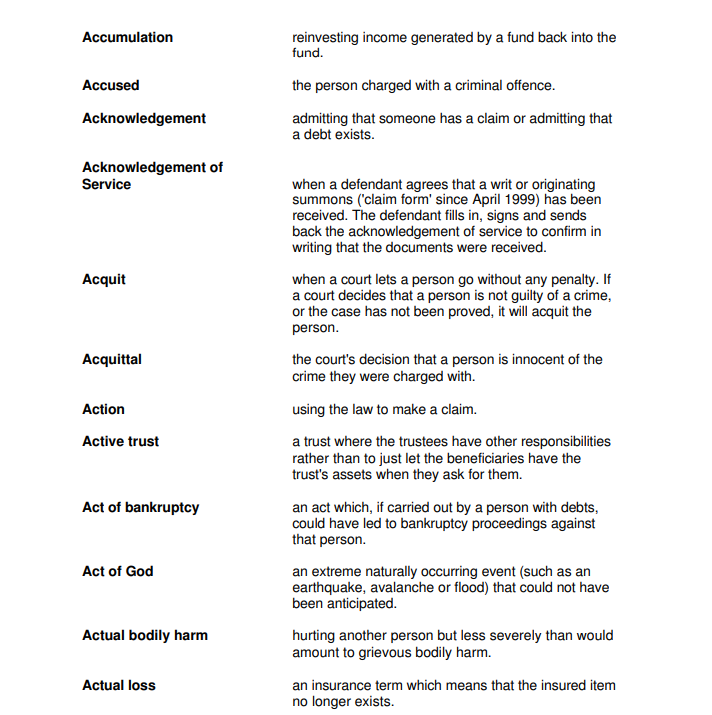 Accumulation reinvesting income generated by a fund back into the
fund.
Accused the person charged with a criminal offence.
Acknowledgement admitting that someone has a claim or admitting that
a debt exists.
Acknowledgement of
Service when a defendant agrees that a writ or originating
summons ('claim form' since April 1999) has been
received. The defendant fills in, signs and sends
back the acknowledgement of service to confirm in
writing that the documents were received.
Acquit when a court lets a person go without any penalty. If
a court decides that a person is not guilty of a crime,
or the case has not been proved, it will acquit the
person.
Acquittal the court's decision that a person is innocent of the
crime they were charged with.
Action using the law to make a claim.
Active trust a trust where the trustees have other responsibilities
rather than to just let the beneficiaries have the
trust's assets when they ask for them.
Act of bankruptcy an act which, if carried out by a person with debts,
could have led to bankruptcy proceedings against
that person.
Act of God an extreme naturally occurring event (such as an
earthquake, avalanche or flood) that could not have
been anticipated.
Actual bodily harm hurting another person but less severely than would
amount to grievous bodily harm.
Actual loss an insurance term which means that the insured item
no longer exists.